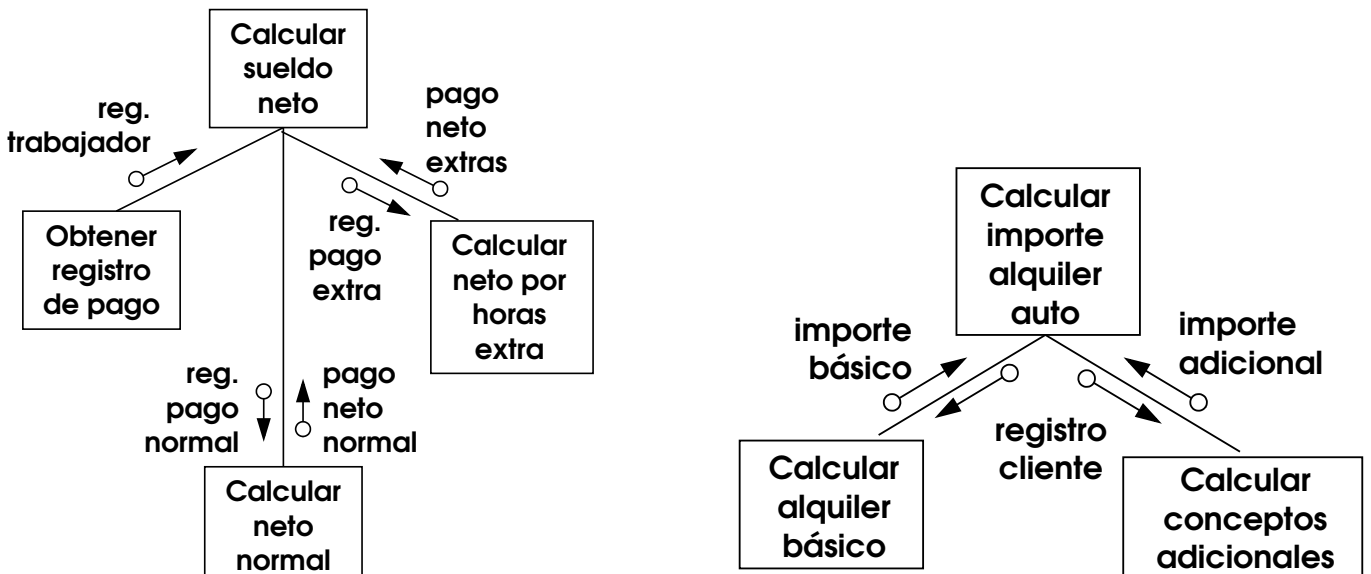 Calcular
sueldo
neto
reg.
trabajador
pago
neto
extras
Obtener
registro
de pago
reg.
pago
extra
Calcular
neto por
horas
extra
reg.
pago
normal
pago
neto
normal
Calcular
neto
normal
Calcular
importe
alquiler
auto
importe
básico
importe
adicional
registro
cliente
Calcular
alquiler
básico
Calcular
conceptos
adicionales